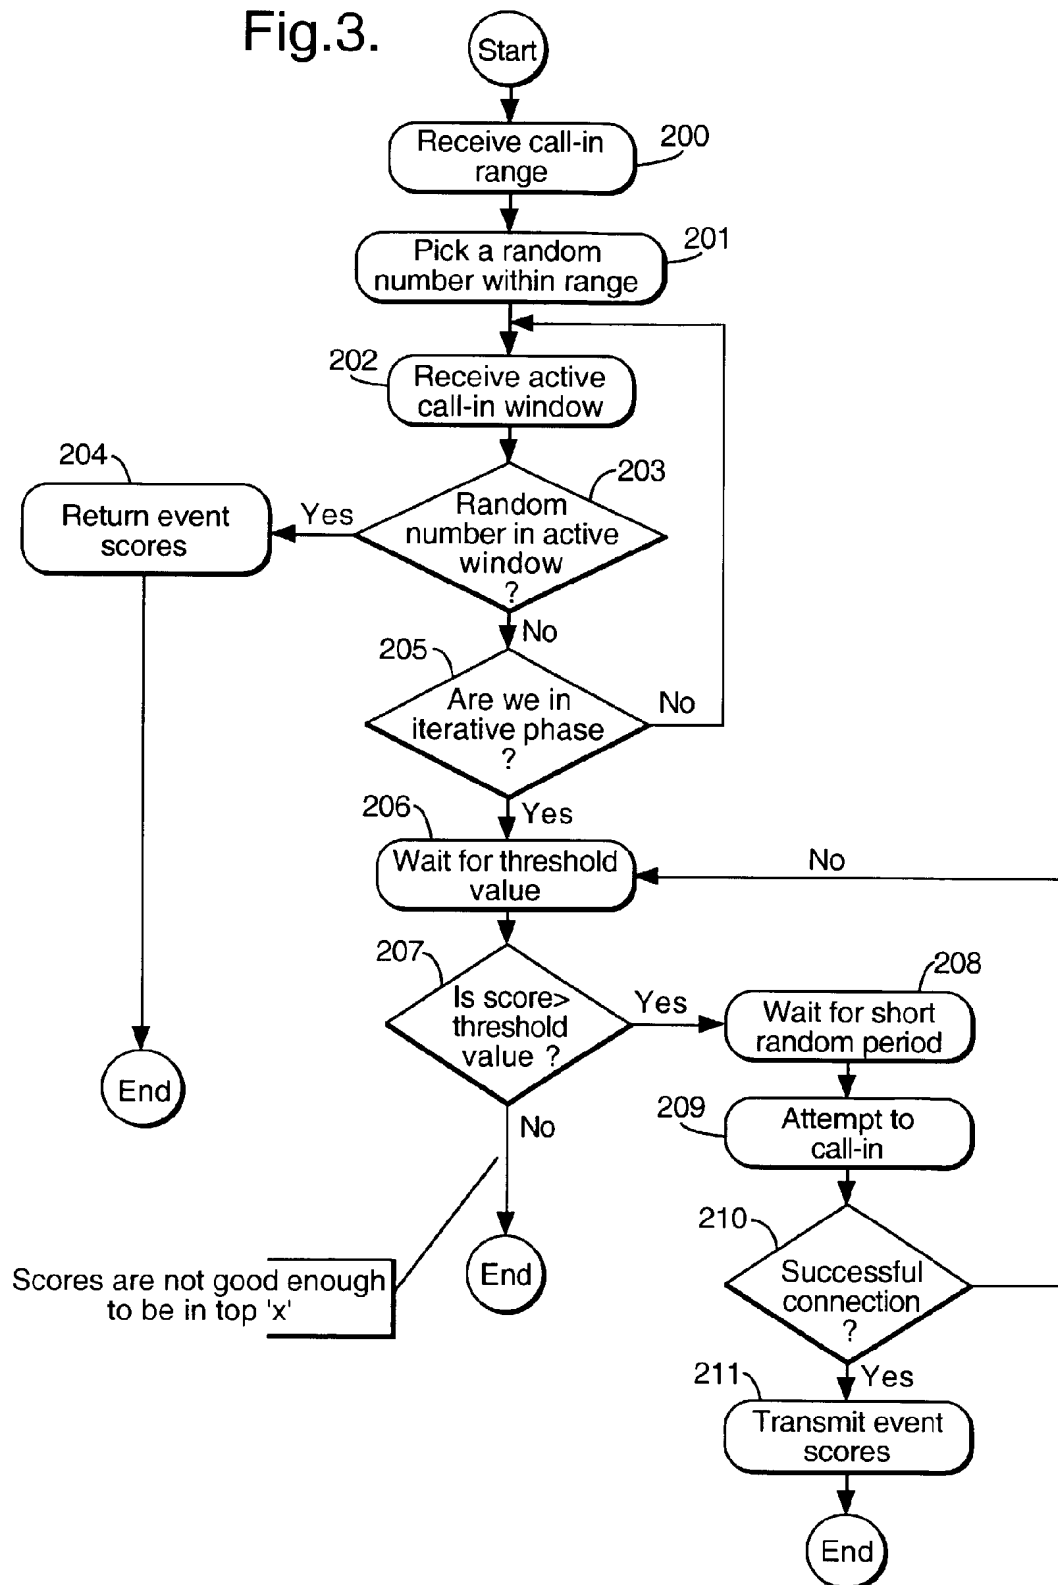 Fig.3.
Start
Receive call-in
range
200
Pick a random
number within range
201
202
Receive active
call-in window
203
Random
number in active
window
?
Yes
204
Return event
scores
End
No
205
Are we in
iterative phase
?
No
Yes
206
Wait for threshold
value
No
207
Is score>
threshold
value ?
Yes
208
Wait for short
random period
209
Attempt to
call-in
No
Scores are not good enough
to be in top 'x'
End
210
Successful
connection
?
Yes
211
Transmit event
scores
End